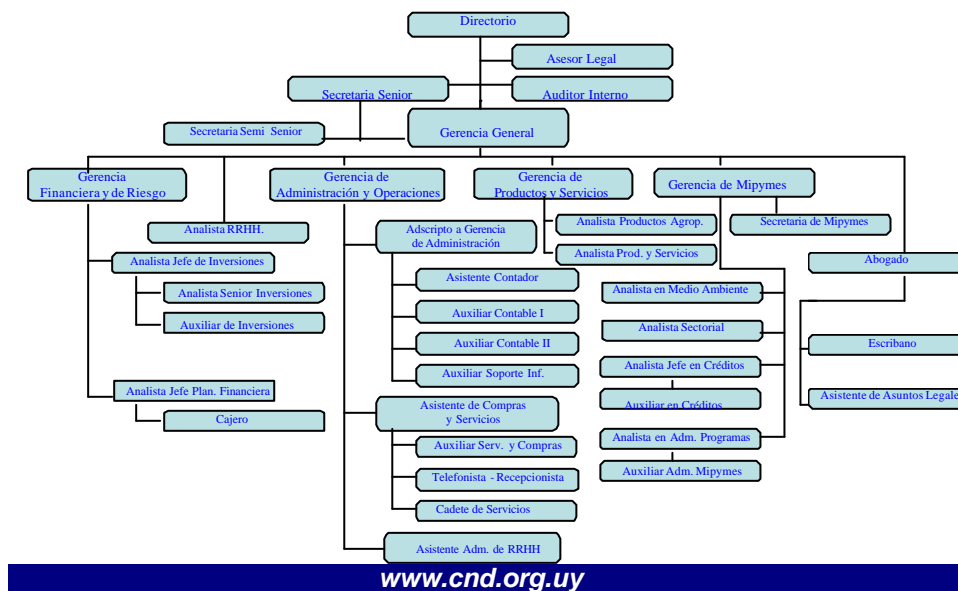 Directorio
Asesor Legal
Secretaria Senior
Auditor Interno
Secretaria Semi Senior
Gerencia General
Gerencia
Financiera y de Riesgo
Gerencia de
Administración y Operaciones
Gerencia de
Productos y Servicios
Gerencia de Mipymes
Analista RRHH.
Adscripto a Gerencia
de Administración
Analista Productos Agrop.
Secretaria de Mipymes
Analista Prod. y Servicios
Analista Jefe de Inversiones
Abogado
Asistente Contador
Analista Senior Inversiones
Analista en Medio Ambiente
Auxiliar Contable I
Auxiliar de Inversiones
Analista Sectorial
Auxiliar Contable II
Escribano
Analista Jefe en Créditos
Auxiliar Soporte Inf.
Analista Jefe Plan. Financiera
Auxiliar en Créditos
Asistente de Asuntos Legale
Asistente de Compras
y Servicios
Cajero
Analista en Adm. Programas
Auxiliar Serv. y Compras
Auxiliar Adm. Mipymes
Telefonista - Recepcionista
Cadete de Servicios
Asistente Adm. de RRHH
www.cnd.org.uy